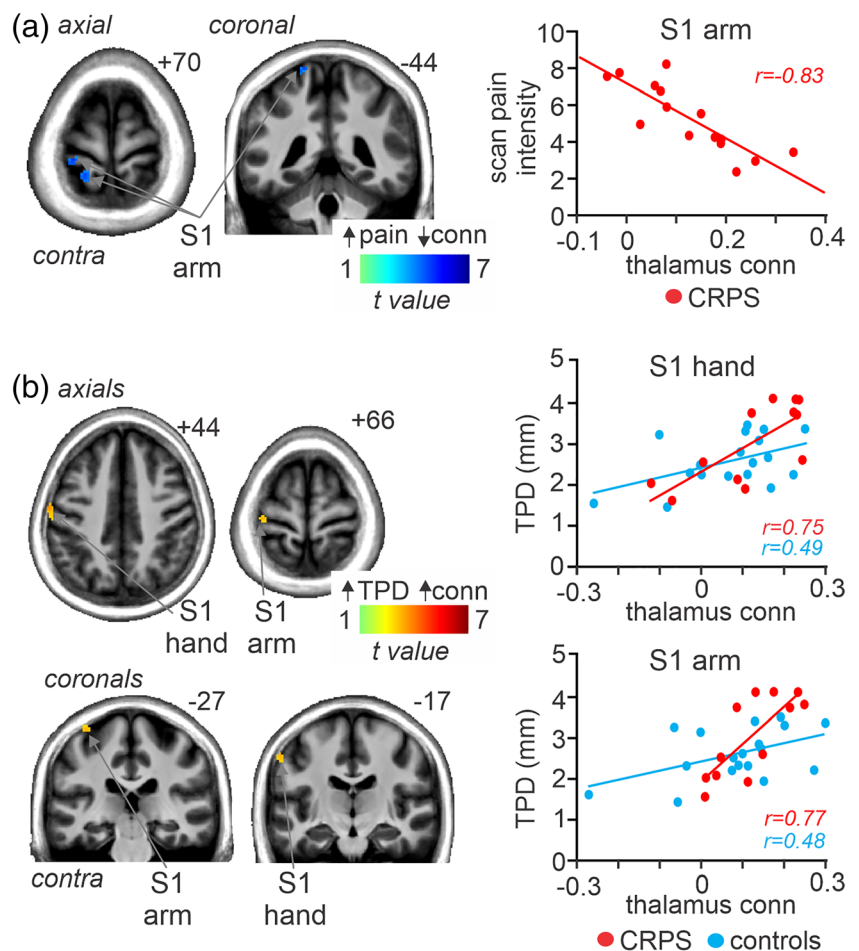 (a) axial
coronal
+70
-44
S1
arm
contra
↑pain ↓conn
1 7
t value
S1 arm
10
8
6
4
2
0
scan pain
intensity
r=-0.83
-0.1 0 0.2 0.4
thalamus conn
CRPS
(b) axials
+44
+66
S1
hand
S1
arm
↑TPD ↑conn
1 7
t value
S1 hand
5
4
3
2
1
0
TPD (mm)
r=0.75
r=0.49
-0.3 0 0.3
thalamus conn
coronals
-27
-17
contra
S1
arm
S1
hand
S1 arm
5
4
3
2
1
0
TPD (mm)
r=0.77
r=0.48
-0.3 0 0.3
thalamus conn
CRPS controls